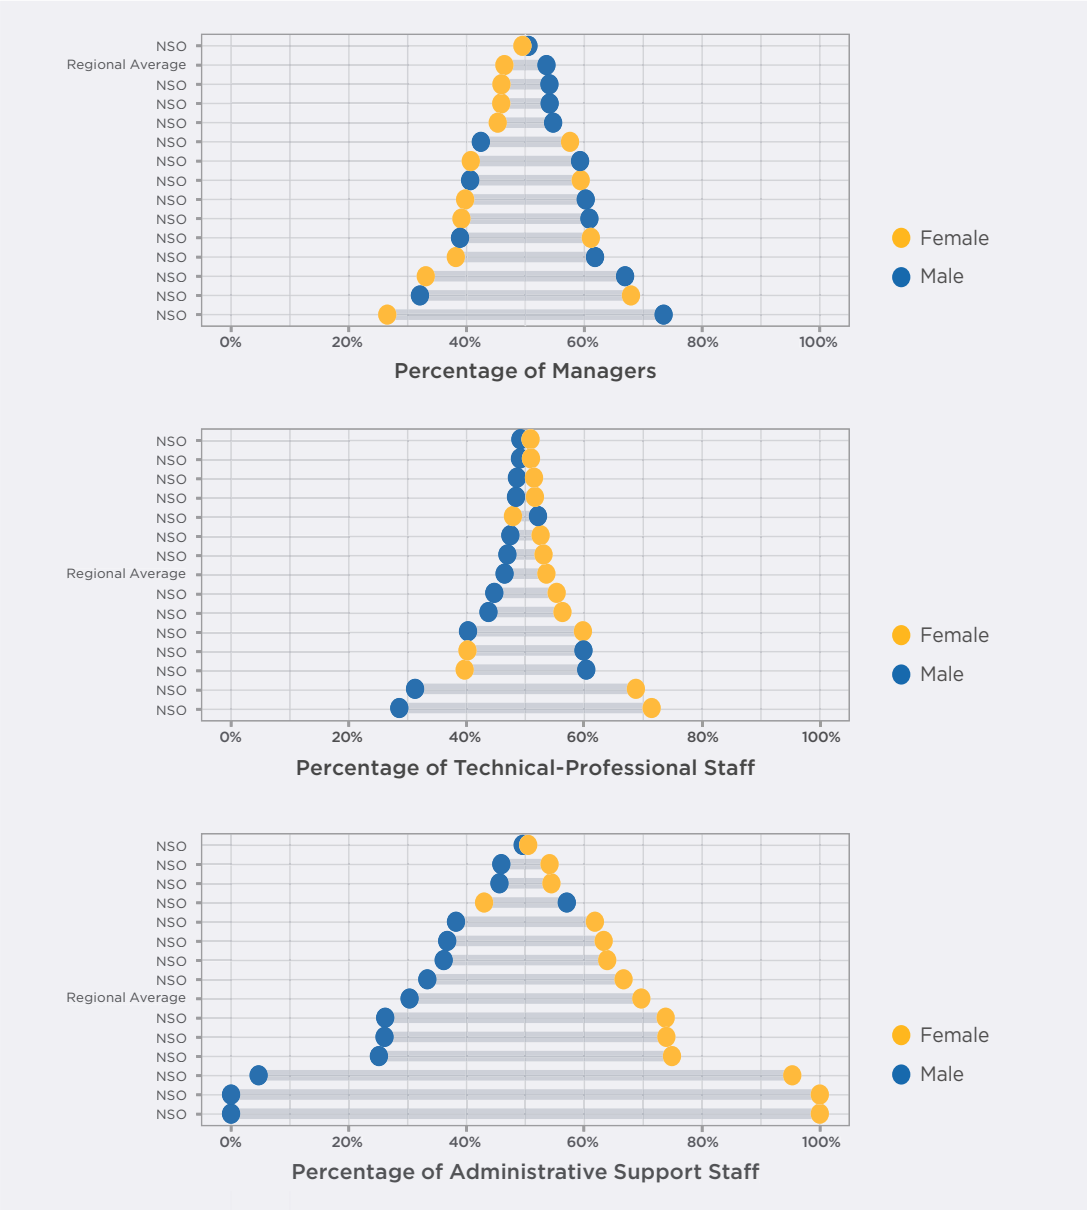 NSO
Regional Average
NSO
NSO
NSO
NSO
NSO
NSO
NSO
NSO
NSO
NSO
NSO
NSO
NSO
Female
Male
0% 20% 40% 60% 80% 100%
Percentage of Managers
NSO
NSO
NSO
NSO
NSO
NSO
NSO
Regional Average
NSO
NSO
NSO
NSO
NSO
NSO
NSO
Female
Male
0% 20% 40% 60% 80% 100%
Percentage of Technical-Professional Staff
NSO
NSO
NSO
NSO
NSO
NSO
NSO
NSO
Regional Average
NSO
NSO
NSO
NSO
NSO
NSO
Female
Male
0% 20% 40% 60% 80% 100%
Percentage of Administrative Support Staff